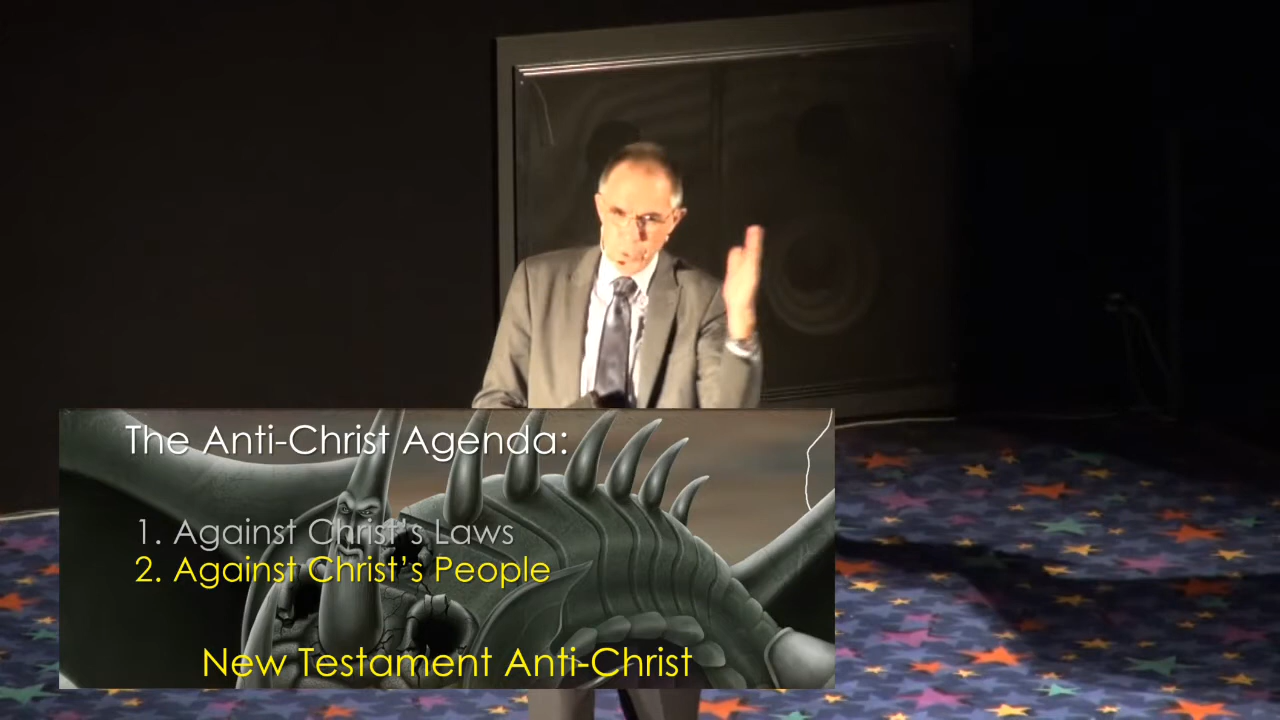 The Anti-Christ Agenda:
1. Against Christ's Laws
2. Against Christ's People
New Testament Anti-Christ